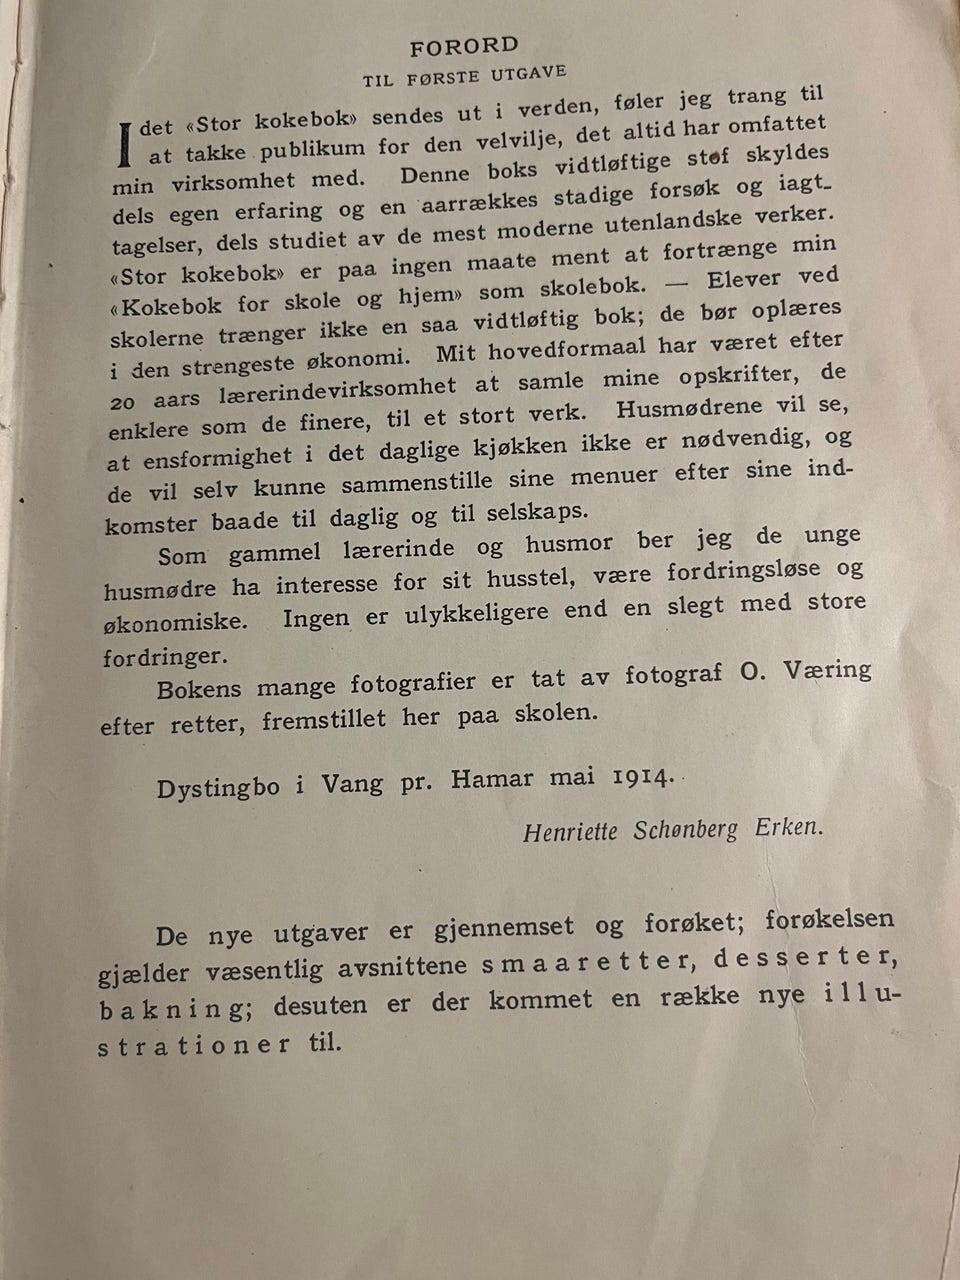 FORORD
TIL FØRSTE UTGAVE
I det «Stor kokebok» sendes ut i verden, føler jeg trang til
at takke publikum for den velvilje, det altid har omfattet
min virksomhet med. Denne boks vidtløftige stof skyldes
dels egen erfaring og en aarrækkes stadige forsøk og iagt-
tagelser, dels studiet av de mest moderne utenlandske verker.
«Stor kokebok» er paa ingen maate ment at fortrænge min
«Kokebok for skole og hjem» som skolebok. — Elever ved
skolerne trænger ikke en saa vidtløftig bok; de bør oplæres
i den strengeste økonomi. Mit hovedformaal har været efter
20 aars lærerindevirksomhet at samle mine opskrifter, de
enklere som de finere, til et stort verk. Husmødrene vil se,
at ensformighet i det daglige kjøkken ikke er nødvendig, og
de vil selv kunne sammenstille sine menuer efter sine ind-
komster baade til daglig og til selskaps.
Som gammel lærerinde og husmor ber jeg de unge
husmødre ha interesse for sit husstel, være fordringsløse og
økonomiske. Ingen er ulykkeligere end en slegt med store
fordringer.
Bokens mange fotografier er tat av fotograf O. Væring
efter retter, fremstillet her paa skolen.
Dystingbo i Vang pr. Hamar mai 1914.
Henriette Schønberg Erken.
De nye utgaver er gjennemset og forøket; forøkelsen
gjælder væsentlig avsnittene smaaretter, desserter,
bakning; desuten er der kommet en række nye illu-
strationer til.